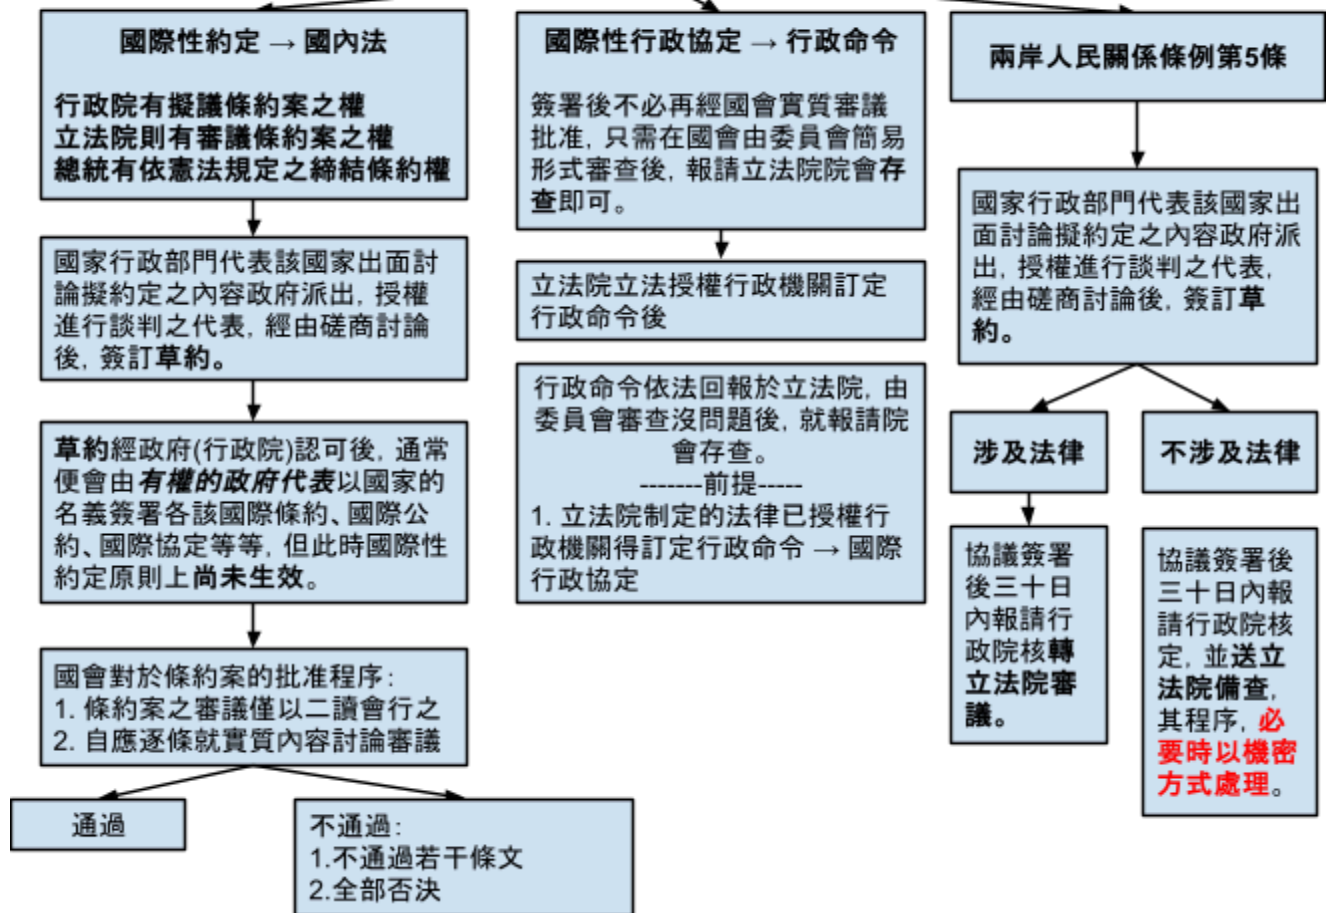 國際性約定 → 國內法
行政院有擬議條約案之權
立法院則有審議條約案之權
總統有依憲法規定之締結條約權
國家行政部門代表該國家出面討
論擬約定之內容政府派出, 授權
進行談判之代表, 經由磋商討論
後, 簽訂草約。
草約經政府(行政院)認可後, 通常
便會由有權的政府代表以國家的
名義簽署各該國際條約、國際公
約、國際協定等等, 但此時國際性
約定原則上尚未生效。
國會對於條約案的批准程序:
1. 條約案之審議僅以二讀會行之
2. 自應逐條就實質內容討論審議
通過
不通過:
1.不通過若干條文
2.全部否決
國際性行政協定 → 行政命令
簽署後不必再經國會實質審議
批准, 只需在國會由委員會簡易
形式審查後, 報請立法院院會存
查即可。
立法院立法授權行政機關訂定
行政命令後
行政命令依法回報於立法院, 由
委員會審查沒問題後, 就報請院
會存查。
-------前提-----
1. 立法院制定的法律已授權行
政機關得訂定行政命令 → 國際
行政協定
兩岸人民關係條例第5條
國家行政部門代表該國家出
面討論擬約定之內容政府派
出, 授權進行談判之代表,
經由磋商討論後, 簽訂草
約。
涉及法律
協議簽署
後三十日
內報請行
政院核轉
立法院審
議。
不涉及法律
協議簽署後
三十日內報
請行政院核
定, 並送立
法院備查,
其程序, 必
要時以機密
方式處理。